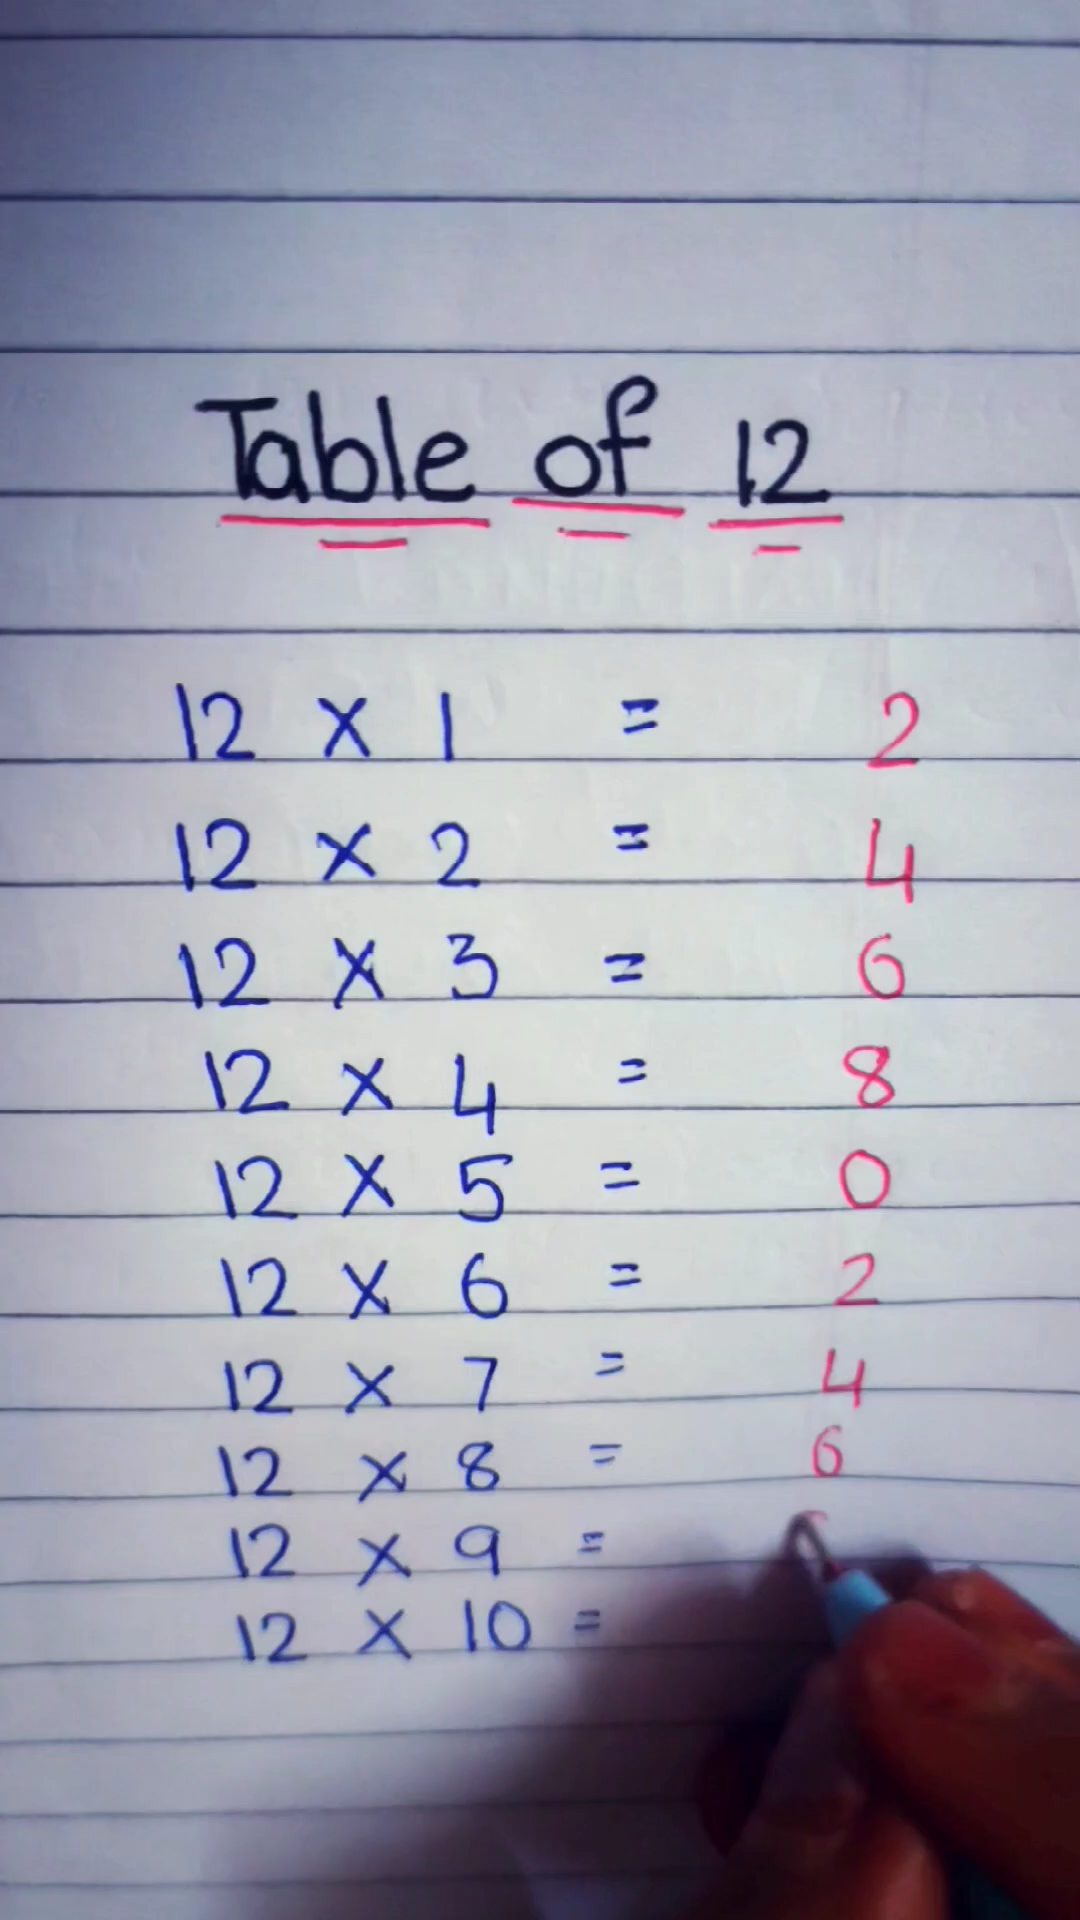 Table of 12
12 X 1 = 2
12 X 2 = 4
12 X 3 = 6
12 X 4 = 8
12 X 5 = 0
12 X 6 = 2
12 X 7 = 4
12 X 8 = 6
12 X 9 =
12 X 10 =